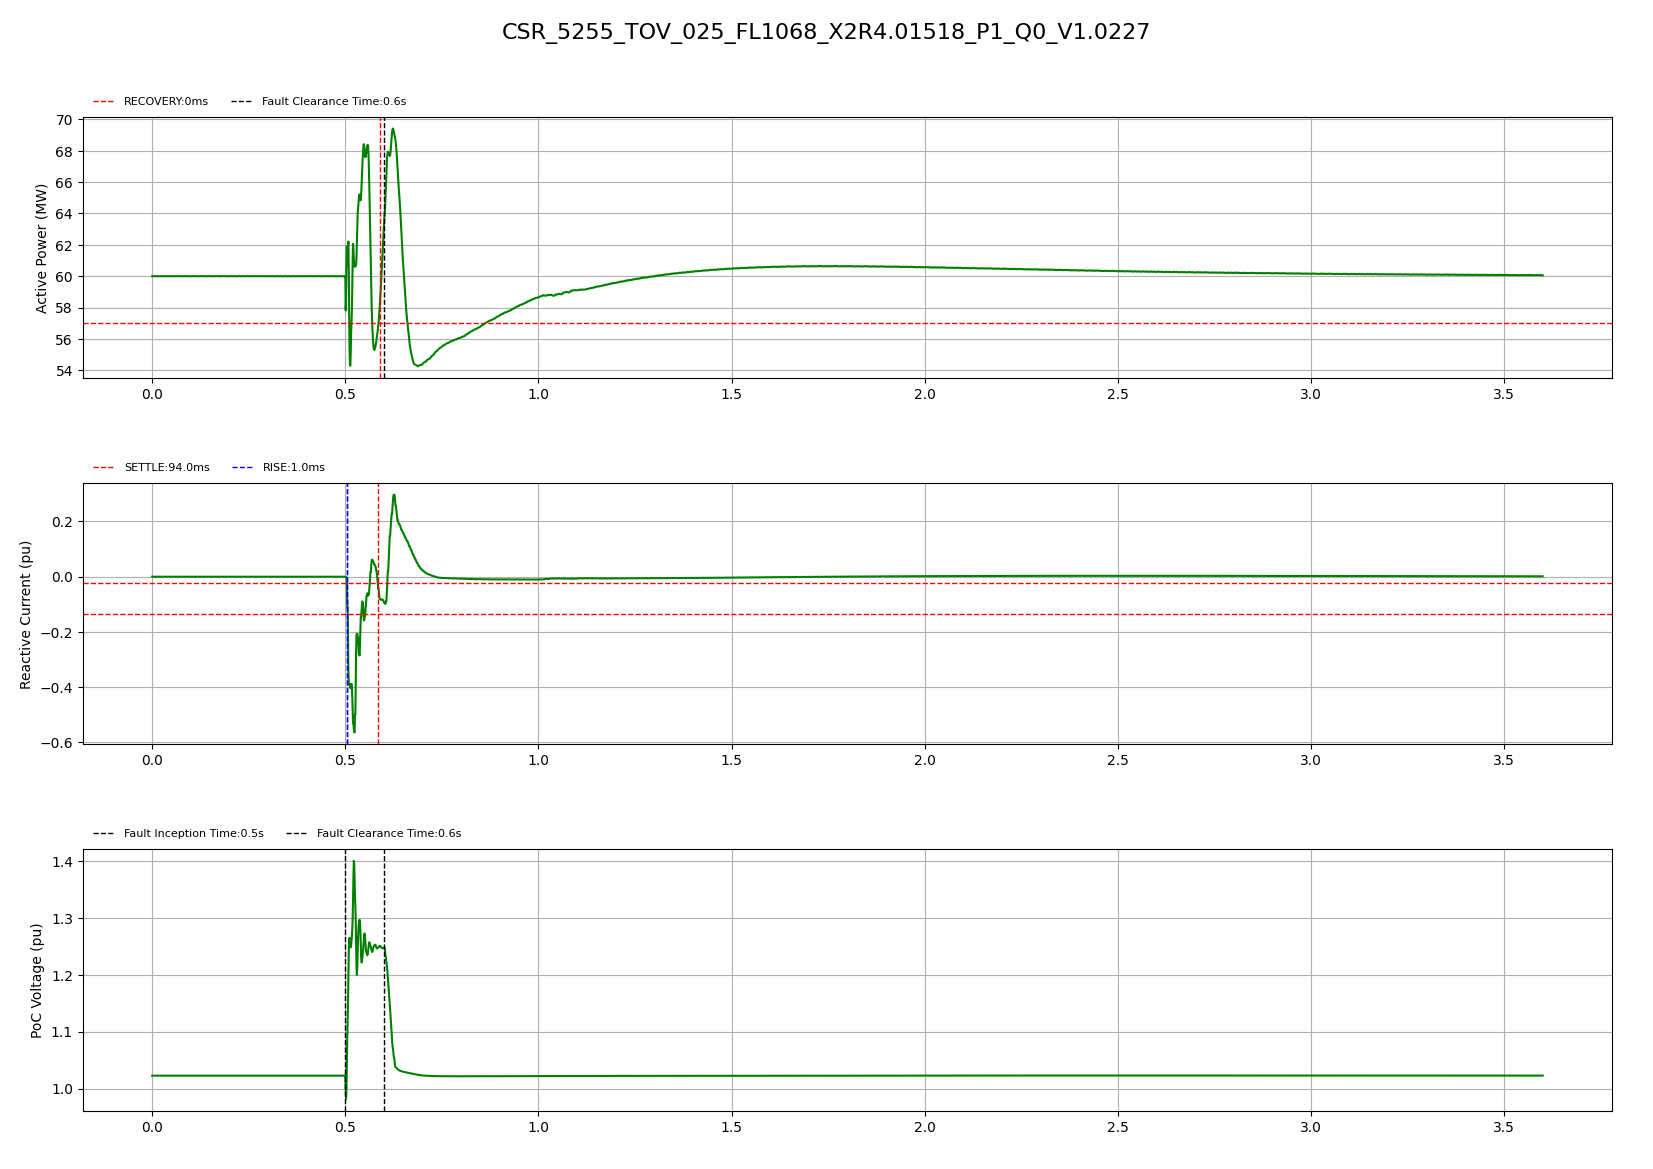 CSR_5255_TOV_025_FL1068_X2R4.01518_P1_Q0_V1.0227
RECOVERY:0ms Fault Clearance Time:0.6s
Active Power (MW)
70
68
66
64
62
60
58
56
54
0.0 0.5 1.0 1.5 2.0 2.5 3.0 3.5
SETTLE:94.0ms RISE:1.0ms
Reactive Current (pu)
0.2
0.0
−0.2
−0.4
−0.6
0.0 0.5 1.0 1.5 2.0 2.5 3.0 3.5
Fault Inception Time:0.5s Fault Clearance Time:0.6s
PoC Voltage (pu)
1.4
1.3
1.2
1.1
1.0
0.0 0.5 1.0 1.5 2.0 2.5 3.0 3.5